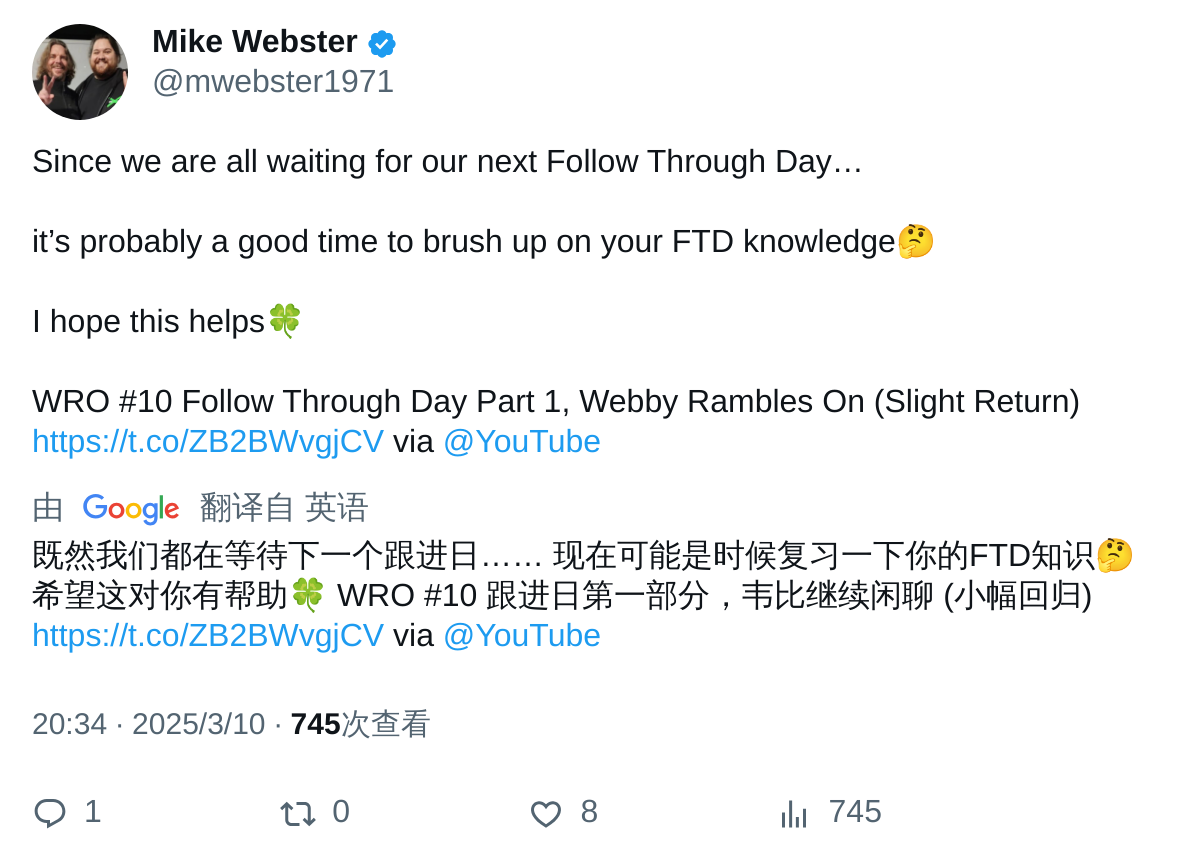 Mike Webster
@mwebster1971
Since we are all waiting for our next Follow Through Day…
it’s probably a good time to brush up on your FTD knowledge🤔
I hope this helps🍀
WRO #10 Follow Through Day Part 1, Webby Rambles On (Slight Return)
https://t.co/ZB2BWvgjCV via @YouTube
由 Google 翻译自 英语
既然我们都在等待下一个跟进日…… 现在可能是时候复习一下你的FTD知识🤔
希望这对你有帮助🍀 WRO #10 跟进日第一部分，韦比继续闲聊 (小幅回归)
https://t.co/ZB2BWvgjCV via @YouTube
20:34 · 2025/3/10 · 745次查看
1 0 8 745